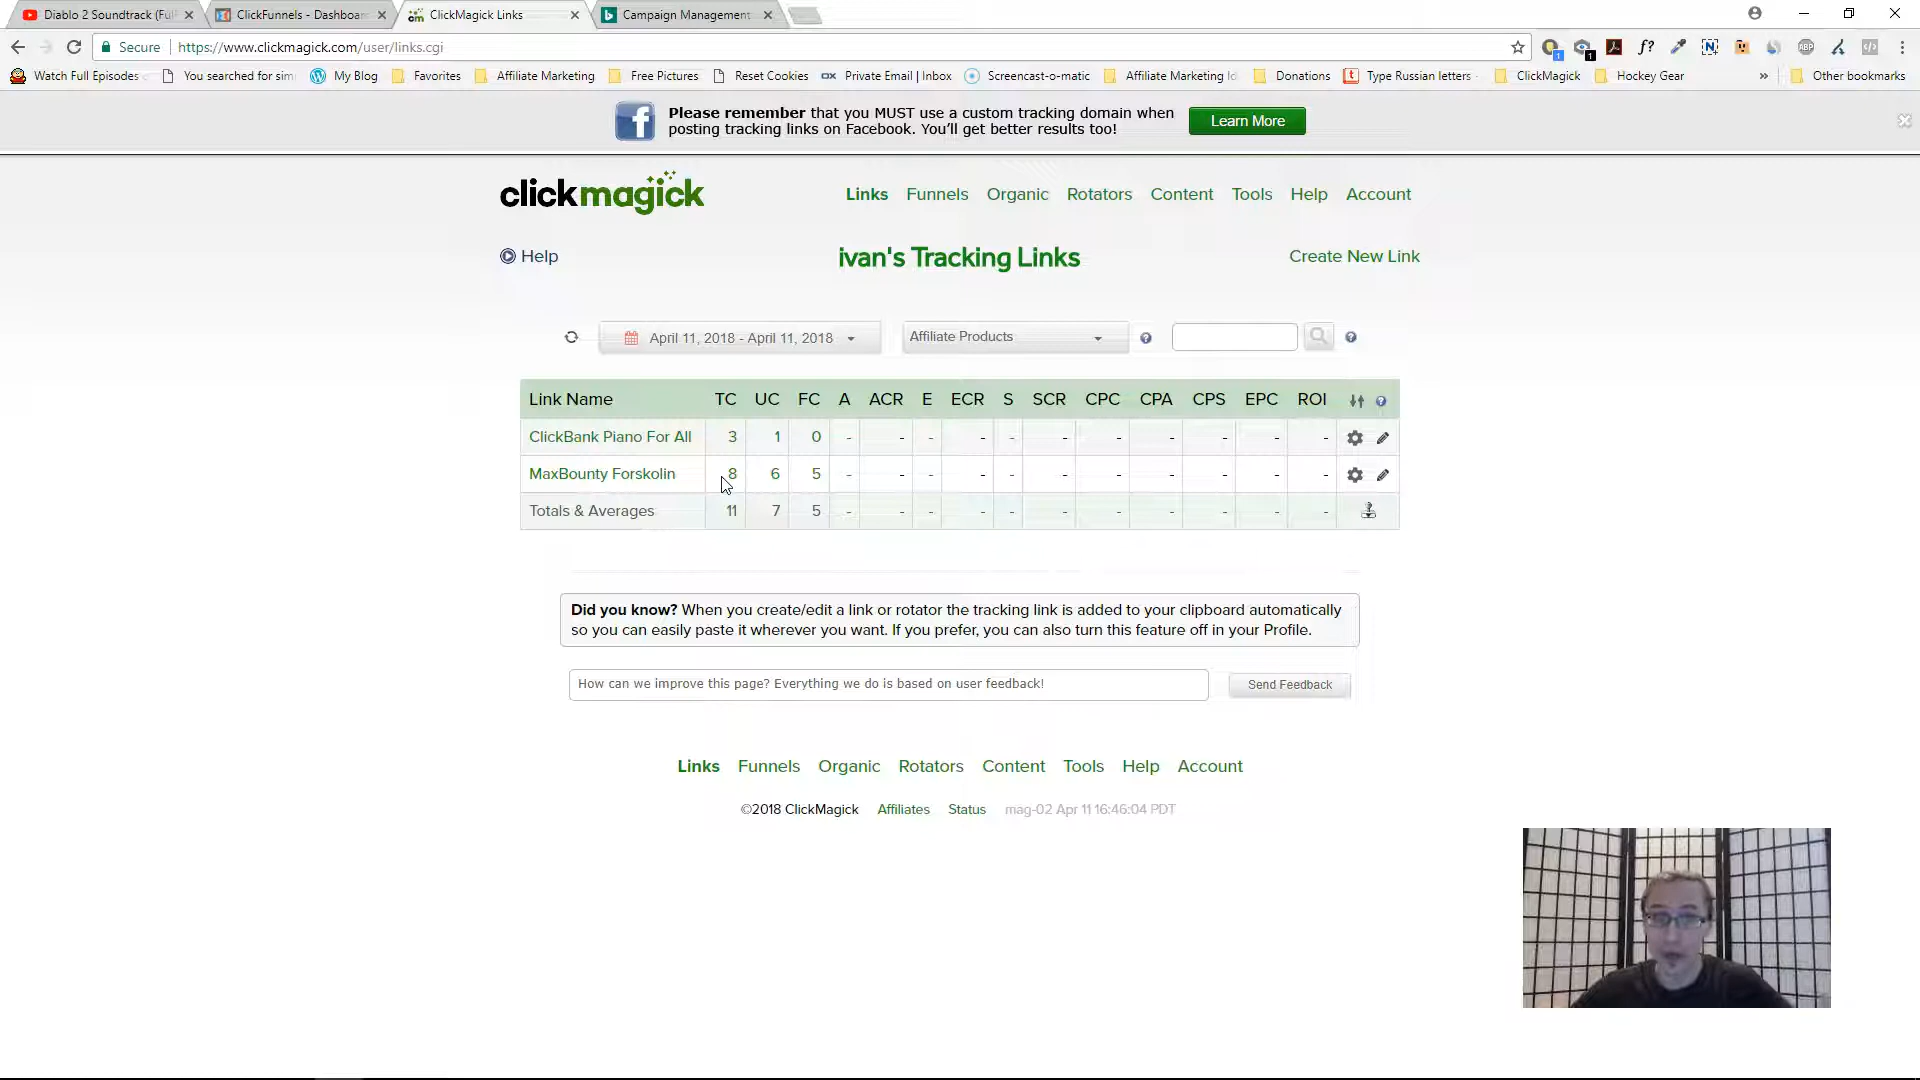 Diablo 2 Soundtrack (Ful
ClickFunnels - Dashboar
ClickMagick Links
Campaign Management
Secure
https://www.clickmagick.com/user/links.cgi
Watch Full Episodes
You searched for sim
My Blog
Favorites
Affiliate Marketing
Free Pictures
Reset Cookies
Private Email | Inbox
Screencast-o-matic
Affiliate Marketing Id
Donations
Type Russian letters
ClickMagick
Hockey Gear
»
Other bookmarks
Please remember that you MUST use a custom tracking domain when
posting tracking links on Facebook. You'll get better results too!
Learn More
clickmagick
Links Funnels Organic Rotators Content Tools Help Account
Help
ivan's Tracking Links
Create New Link
April 11, 2018 - April 11, 2018
Affiliate Products
Link Name TC UC FC A ACR E ECR S SCR CPC CPA CPS EPC ROI
ClickBank Piano For All 3 1 0 - - - - - - - - - - -
MaxBounty Forskolin 8 6 5 - - - - - - - - - - -
Totals & Averages 11 7 5 - - - - - - - - - - -
Did you know? When you create/edit a link or rotator the tracking link is added to your clipboard automatically
so you can easily paste it wherever you want. If you prefer, you can also turn this feature off in your Profile.
How can we improve this page? Everything we do is based on user feedback!
Send Feedback
Links Funnels Organic Rotators Content Tools Help Account
©2018 ClickMagick Affiliates Status mag-02 Apr 11 16:46:04 PDT